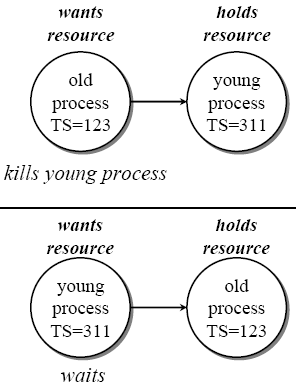 wants holds
resource resource
old young
process process
TS=123 TS=311
kills young process
wants holds
resource resource
young old
process process
TS=311 TS=123
waits